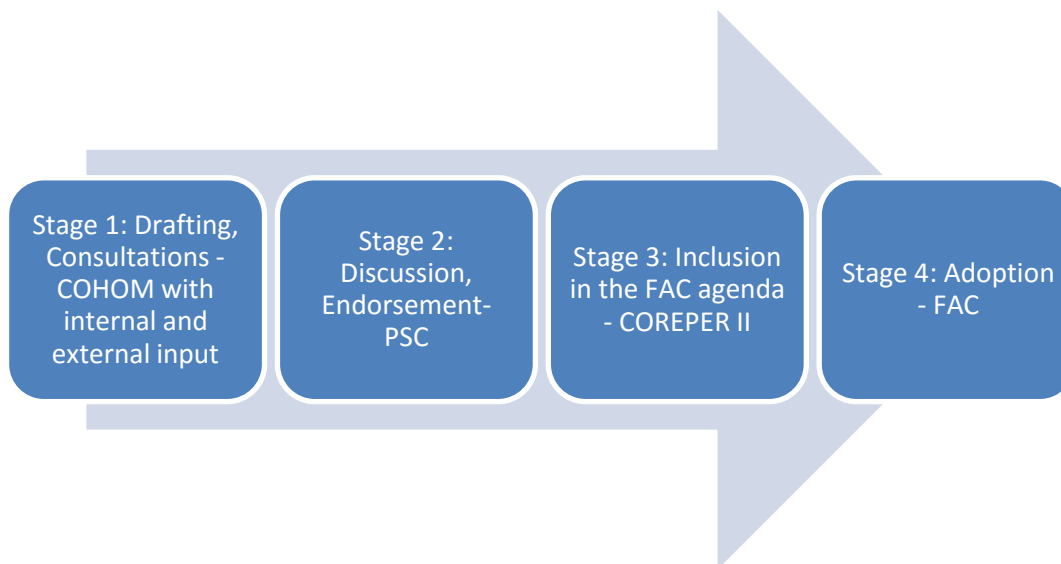 Stage 1: Drafting,
Consultations -
COHOM with
internal and
external input
Stage 2:
Discussion,
Endorsement-
PSC
Stage 3: Inclusion
in the FAC agenda
- COREPER II
Stage 4: Adoption
- FAC